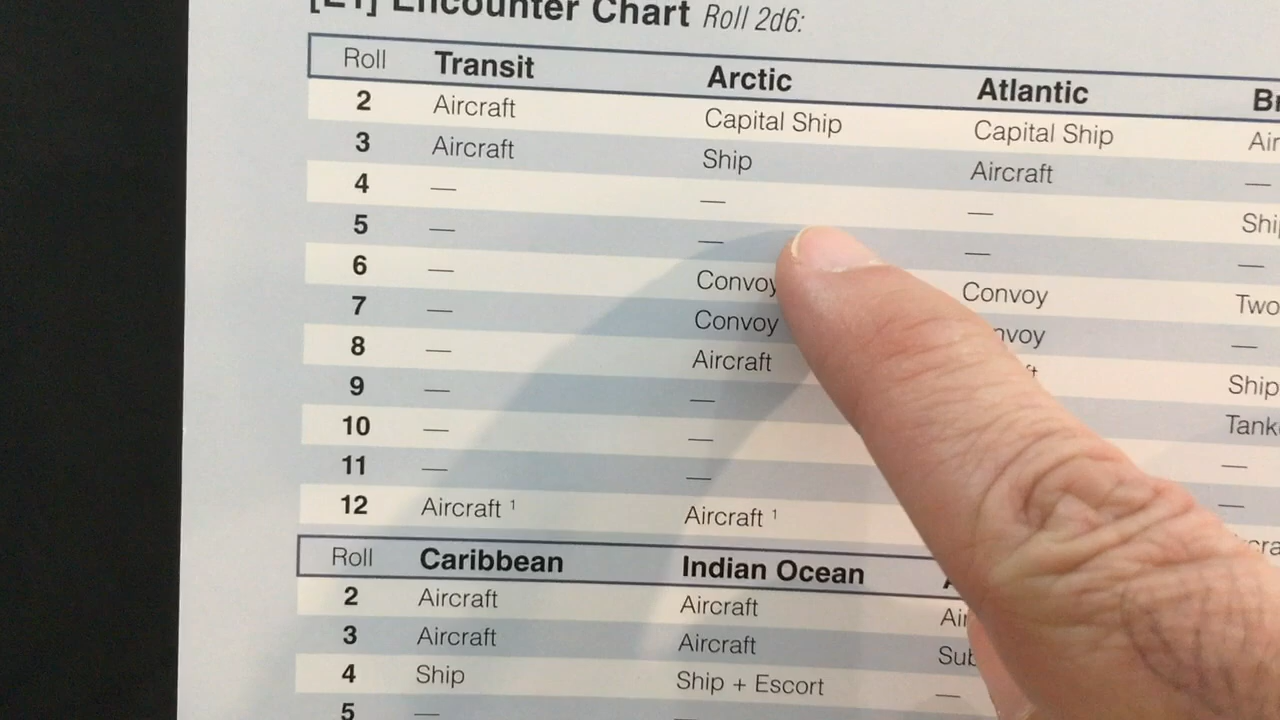 [E1] Encounter Chart Roll 2d6:
Roll Transit Arctic Atlantic
2 Aircraft Capital Ship Capital Ship
3 Aircraft Ship Aircraft
4 — — — 
5 — — — 
6 — Convoy Convoy Two
7 — Convoy —
8 — Aircraft Ship
9 — —
10 — — —
11 — — —
12 Aircraft ¹ Aircraft ¹
Roll Caribbean Indian Ocean
2 Aircraft Aircraft
3 Aircraft Aircraft
4 Ship Ship + Escort —
5 —